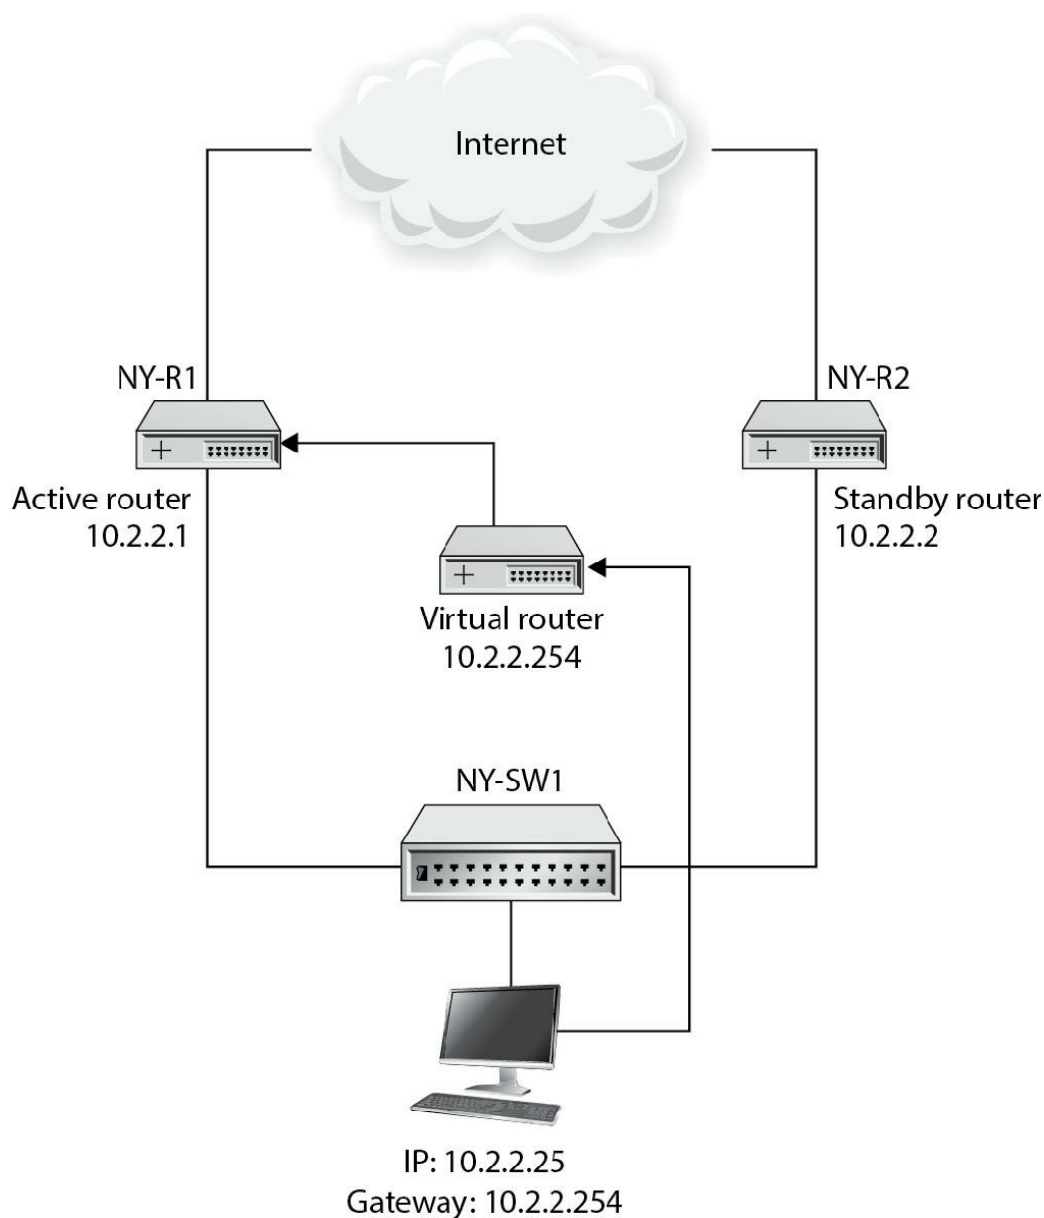 Internet
NY-R1
NY-R2
Active router
10.2.2.1
Standby router
10.2.2.2
Virtual router
10.2.2.254
NY-SW1
IP: 10.2.2.25
Gateway: 10.2.2.254